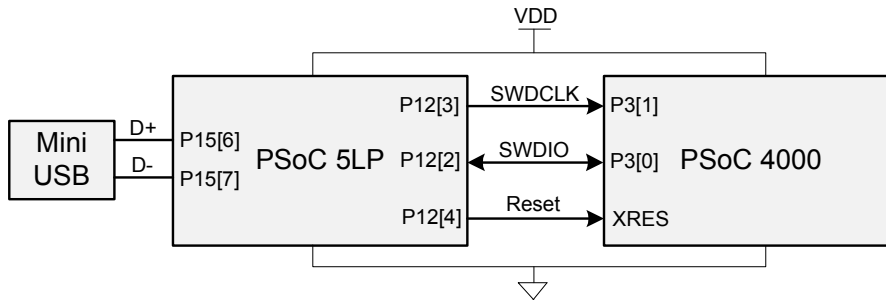 VDD
Mini
USB
D+
D-
P15[6]
P15[7]
PSoC 5LP
P12[3]
P12[2]
P12[4]
SWDCLK
SWDIO
Reset
P3[1]
P3[0]
XRES
PSoC 4000